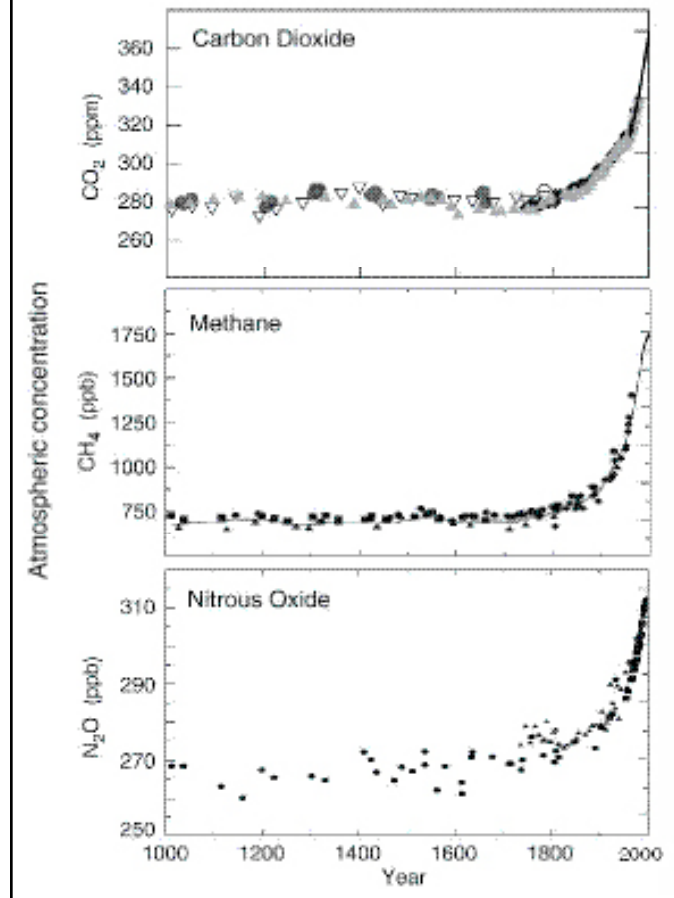 Atmospheric concentration
Carbon Dioxide
CO₂ (ppm)
360
340
320
300
280
260
Methane
CH₄ (ppb)
1750
1500
1250
1000
750
Nitrous Oxide
N₂O (ppb)
310
290
270
250
1000 1200 1400 1600 1800 2000
Year